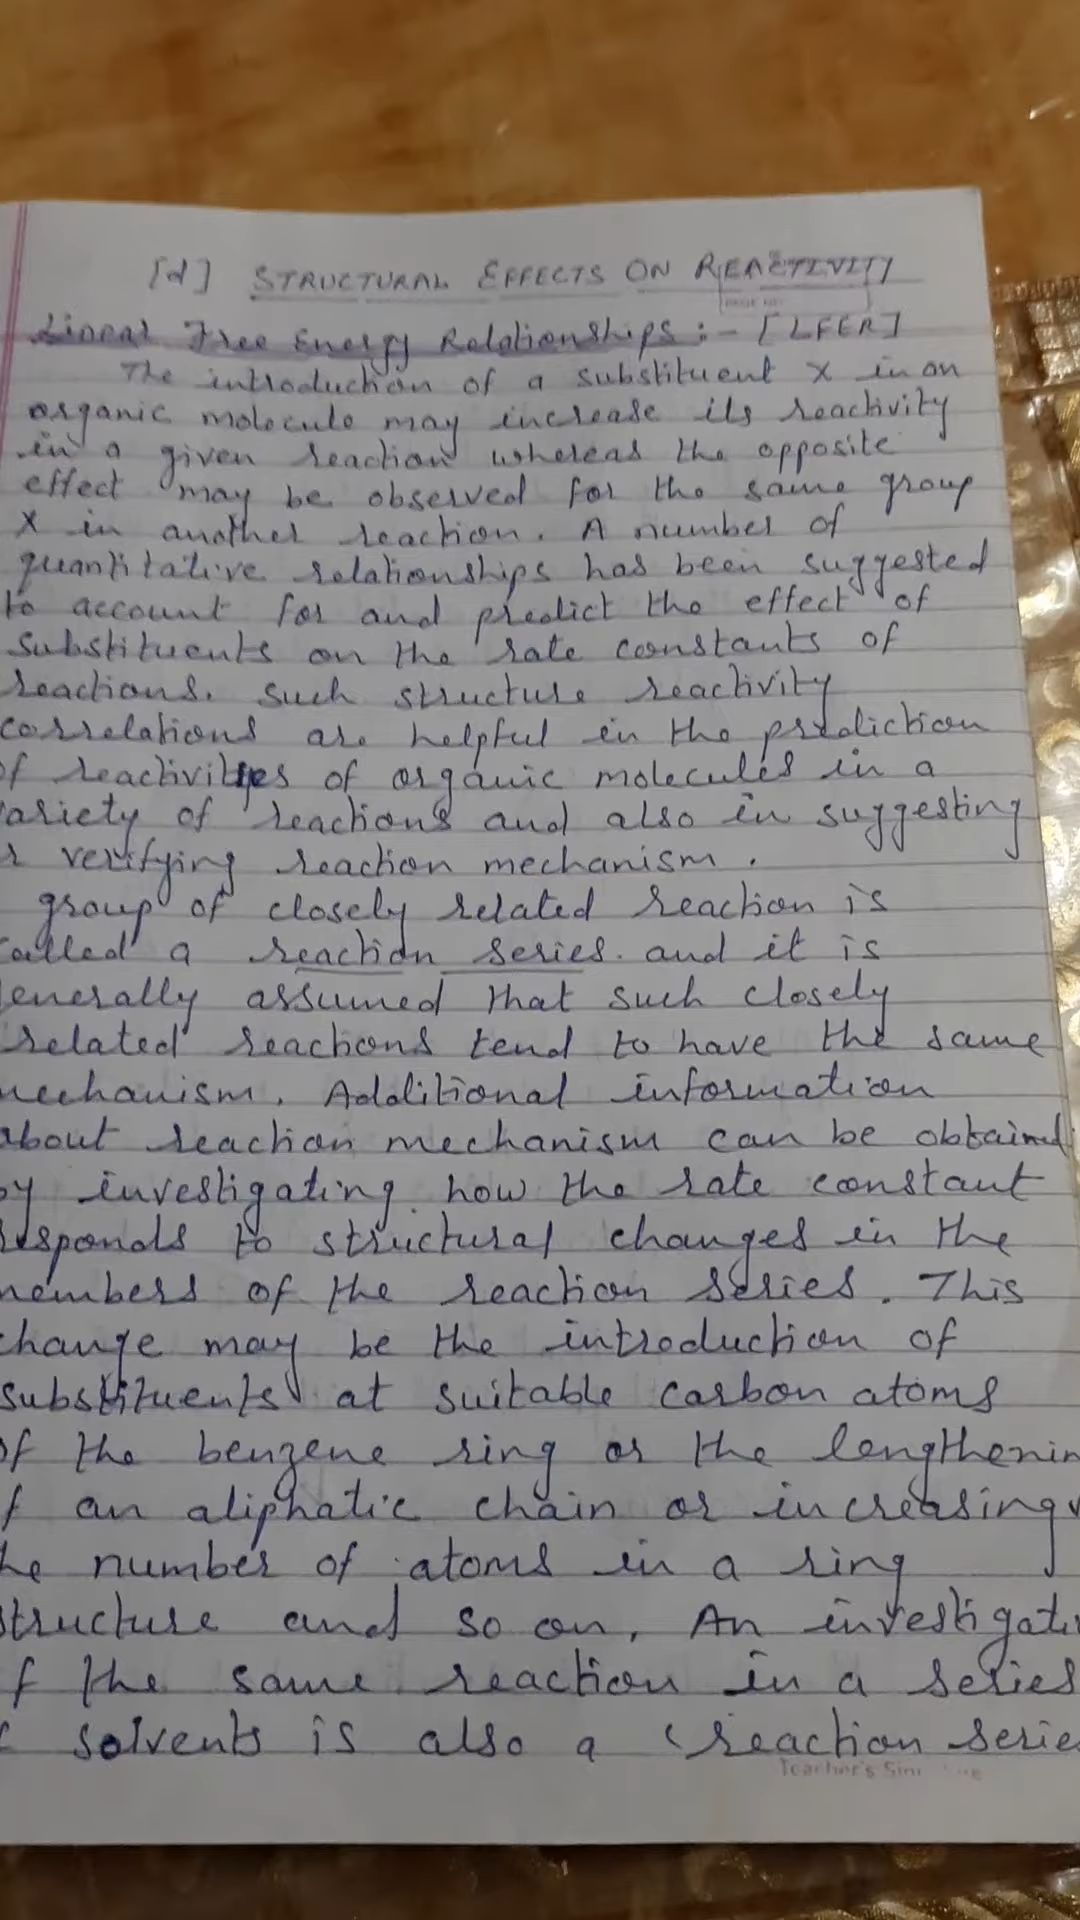 [d] STRUCTURAL EFFECTS ON REACTIVITY
PAGE NO:
Linear Free Energy Relationships :- [LFER]
The introduction of a substituent X in an
organic molecule may increase its reactivity
in a given reaction whereas the opposite
effect may be observed for the same group
X in another reaction. A number of
quantitative relationships has been suggested
to account for and predict the effect of
substituents on the rate constants of
reactions. such structure reactivity
correlations are helpful in the prediction
of reactivities of organic molecules in a
ariety of reactions and also in suggesting
r verifying reaction mechanism.
group of closely related reaction is
called a reaction series. and it is
enerally assumed that such closely
related reactions tend to have the same
mechanism. Additional information
about reaction mechanism can be obtained
by investigating how the rate constant
responds to structural changes in the
members of the reaction series. This
change may be the introduction of
substituents at suitable carbon atoms
of the benzene ring or the lengthenin
f an aliphatic chain or increasing
he number of atoms in a ring
structure and so on. An investigati
f the same reaction in a series
solvents is also a reaction serie
Teacher's